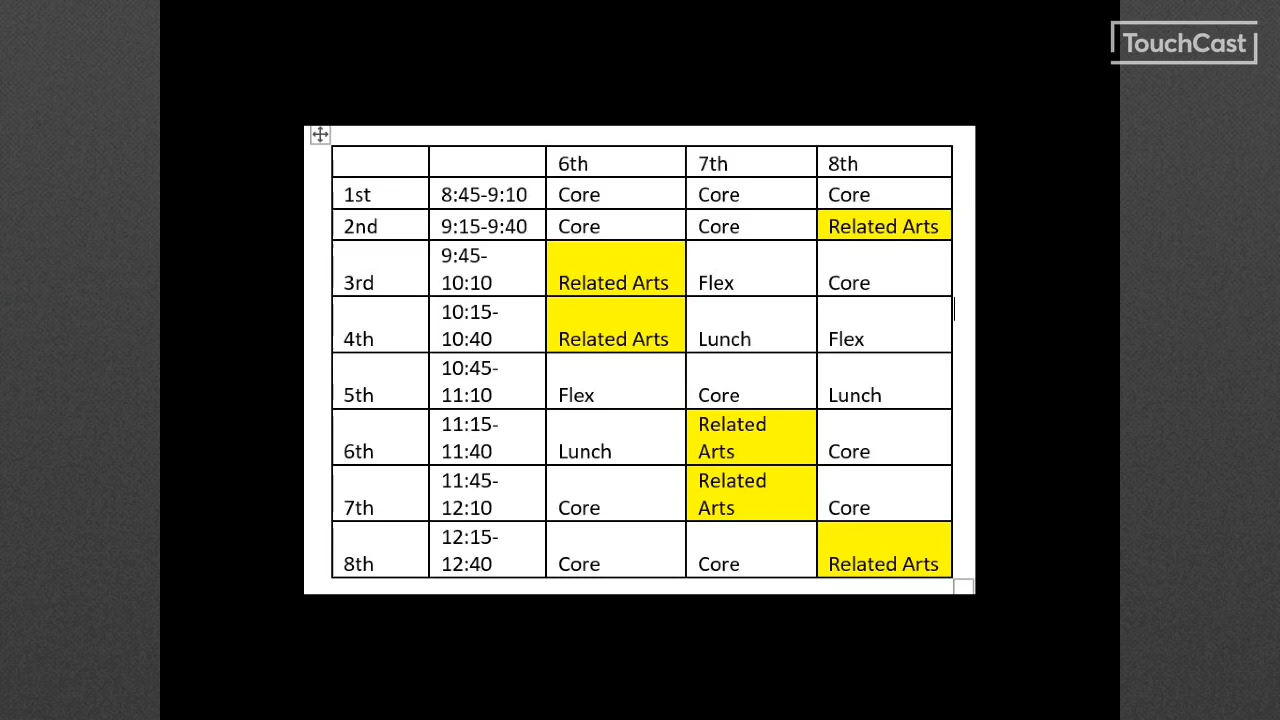 TouchCast
6th 7th 8th
1st 8:45-9:10 Core Core Core
2nd 9:15-9:40 Core Core Related Arts
9:45-
3rd 10:10 Related Arts Flex Core
10:15-
4th 10:40 Related Arts Lunch Flex
10:45-
5th 11:10 Flex Core Lunch
11:15- Related
6th 11:40 Lunch Arts Core
11:45- Related
7th 12:10 Core Arts Core
12:15-
8th 12:40 Core Core Related Arts